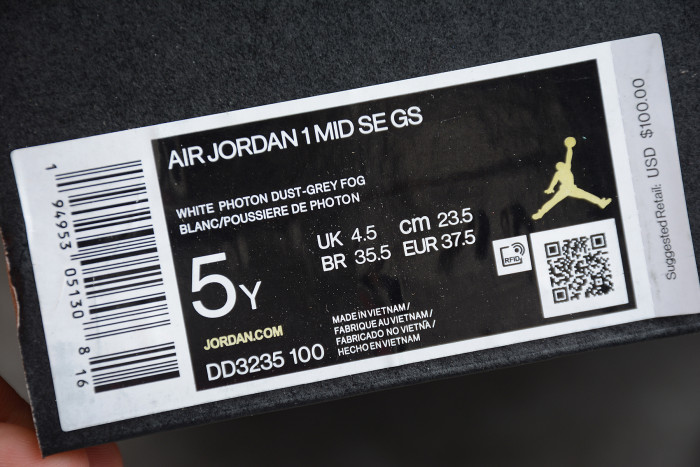 AIR JORDAN 1 MID SE GS
WHITE PHOTON DUST-GREY FOG
BLANC/POUSSIERE DE PHOTON
UK 4.5 cm 23.5
BR 35.5 EUR 37.5
5Y
JORDAN.COM
DD3235 100
MADE IN VIETNAM/
FABRIQUE AU VIETNAM/
FABRICADO NO VIETNÃ/
HECHO EN VIETNAM
RFID
1 94953 05130 8 16
Suggested Retail: USD $100.00